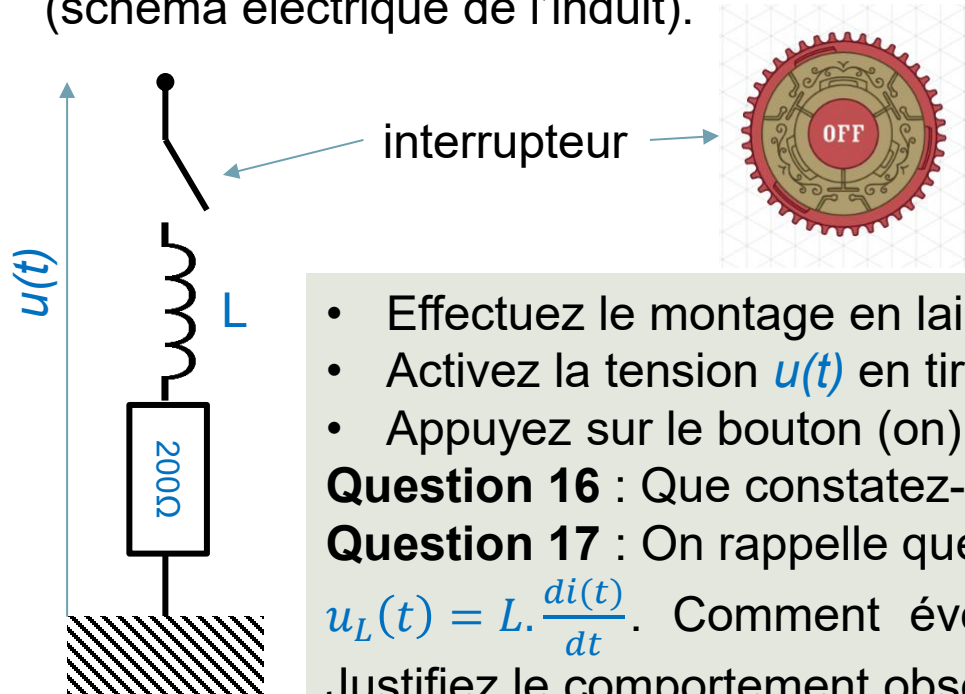 (schéma électrique de l'induit).
interrupteur
OFF
u(t)
L
200Ω
• Effectuez le montage en lai
• Activez la tension u(t) en tir
• Appuyez sur le bouton (on)
Question 16 : Que constatez-
Question 17 : On rappelle que
u_L(t) = L. di(t)/dt. Comment évo
Justifiez le comportement obse